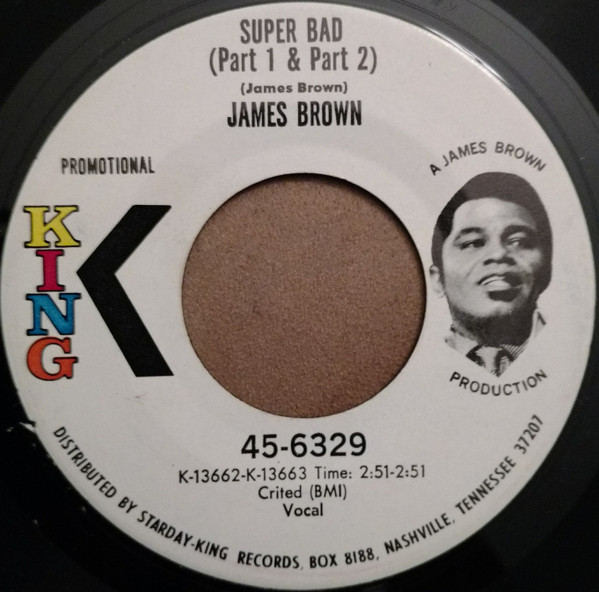 SUPER BAD
(Part 1 & Part 2)
(James Brown)
JAMES BROWN
PROMOTIONAL
A JAMES BROWN
PRODUCTION
KING
K
45-6329
K-13662-K-13663 Time: 2:51-2:51
Crited (BMI)
Vocal
DISTRIBUTED BY STARDAY-KING RECORDS, BOX 8188, NASHVILLE, TENNESSEE 37207